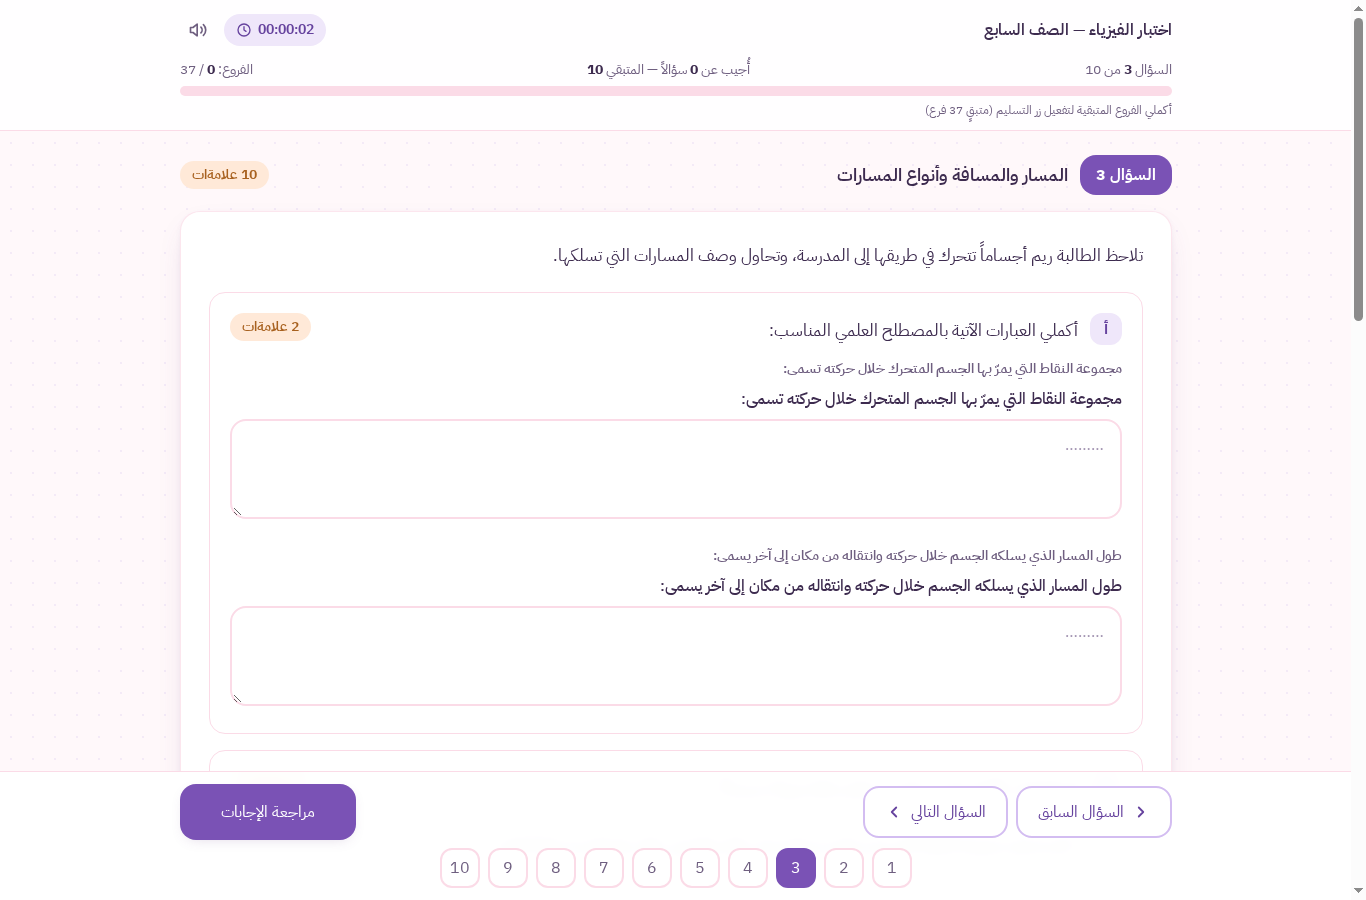 اختبار الفيزياء — الصف السابع
00:00:02
السؤال 3 من 10
أُجيب عن 0 سؤالاً — المتبقي 10
الفروع: 0 / 37
أكملي الفروع المتبقية لتفعيل زر التسليم (متبقٍ 37 فرع)
السؤال 3
المسار والمسافة وأنواع المسارات
10 علامةات
تلاحظ الطالبة ريم أجساماً تتحرك في طريقها إلى المدرسة، وتحاول وصف المسارات التي تسلكها.
أ
أكملي العبارات الآتية بالمصطلح العلمي المناسب:
2 علامةات
مجموعة النقاط التي يمرّ بها الجسم المتحرك خلال حركته تسمى:
مجموعة النقاط التي يمرّ بها الجسم المتحرك خلال حركته تسمى:
.........
طول المسار الذي يسلكه الجسم خلال حركته وانتقاله من مكان إلى آخر يسمى:
طول المسار الذي يسلكه الجسم خلال حركته وانتقاله من مكان إلى آخر يسمى:
.........
السؤال السابق
السؤال التالي
مراجعة الإجابات
1 2 3 4 5 6 7 8 9 10